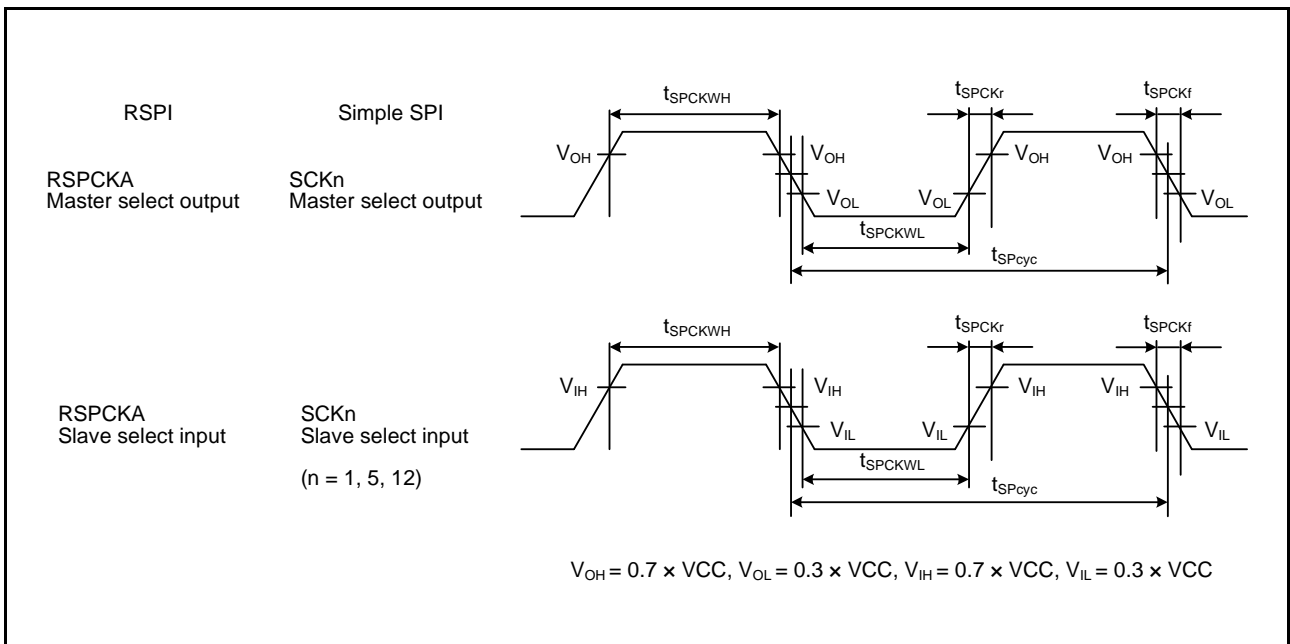 RSPI
Simple SPI
RSPCKA
Master select output
SCKn
Master select output
tSPCKWH
tSPCKr
tSPCKf
VOH
VOH
VOH
VOH
VOL
VOL
VOL
tSPCKWL
tSPcyc
RSPCKA
Slave select input
SCKn
Slave select input
(n = 1, 5, 12)
tSPCKWH
tSPCKr
tSPCKf
VIH
VIH
VIH
VIH
VIL
VIL
VIL
tSPCKWL
tSPcyc
VOH = 0.7 × VCC, VOL = 0.3 × VCC, VIH = 0.7 × VCC, VIL = 0.3 × VCC